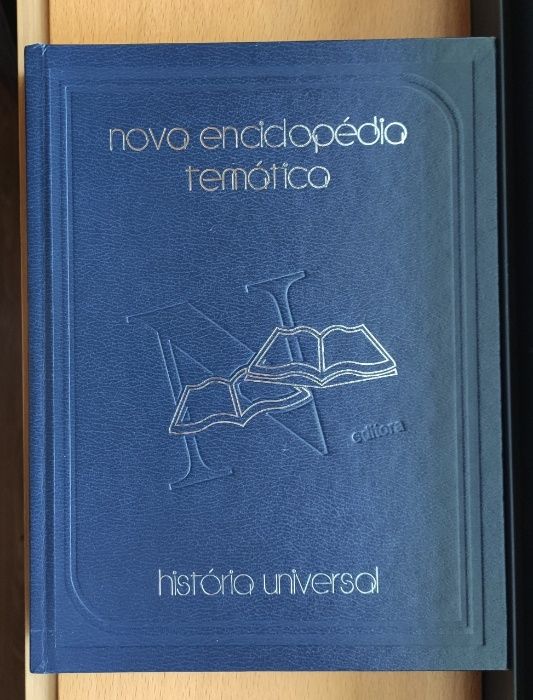 nova enciclopédia
temática
N
editora
história universal